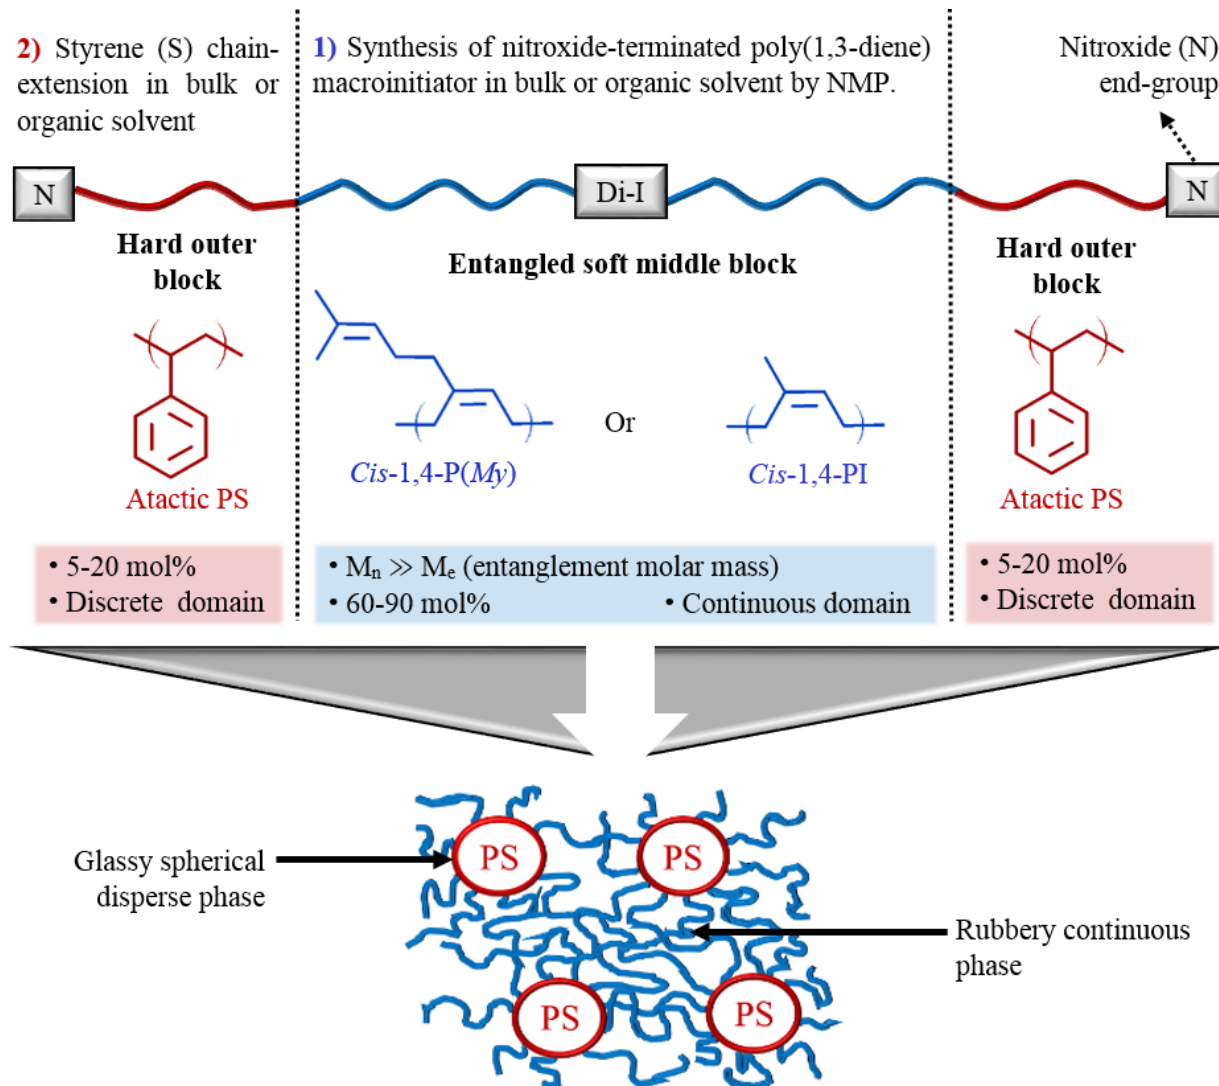 2) Styrene (S) chain-
extension in bulk or
organic solvent
1) Synthesis of nitroxide-terminated poly(1,3-diene)
macroinitiator in bulk or organic solvent by NMP.
Nitroxide (N)
end-group
N
Di-I
N
Hard outer
block
Entangled soft middle block
Hard outer
block
Atactic PS
Cis-1,4-P(My)
Or
Cis-1,4-PI
Atactic PS
• 5-20 mol%
• Discrete domain
• Mn ≫ Me (entanglement molar mass)
• 60-90 mol% • Continuous domain
• 5-20 mol%
• Discrete domain
PS
PS
Glassy spherical
disperse phase
Rubbery continuous
phase
PS
PS